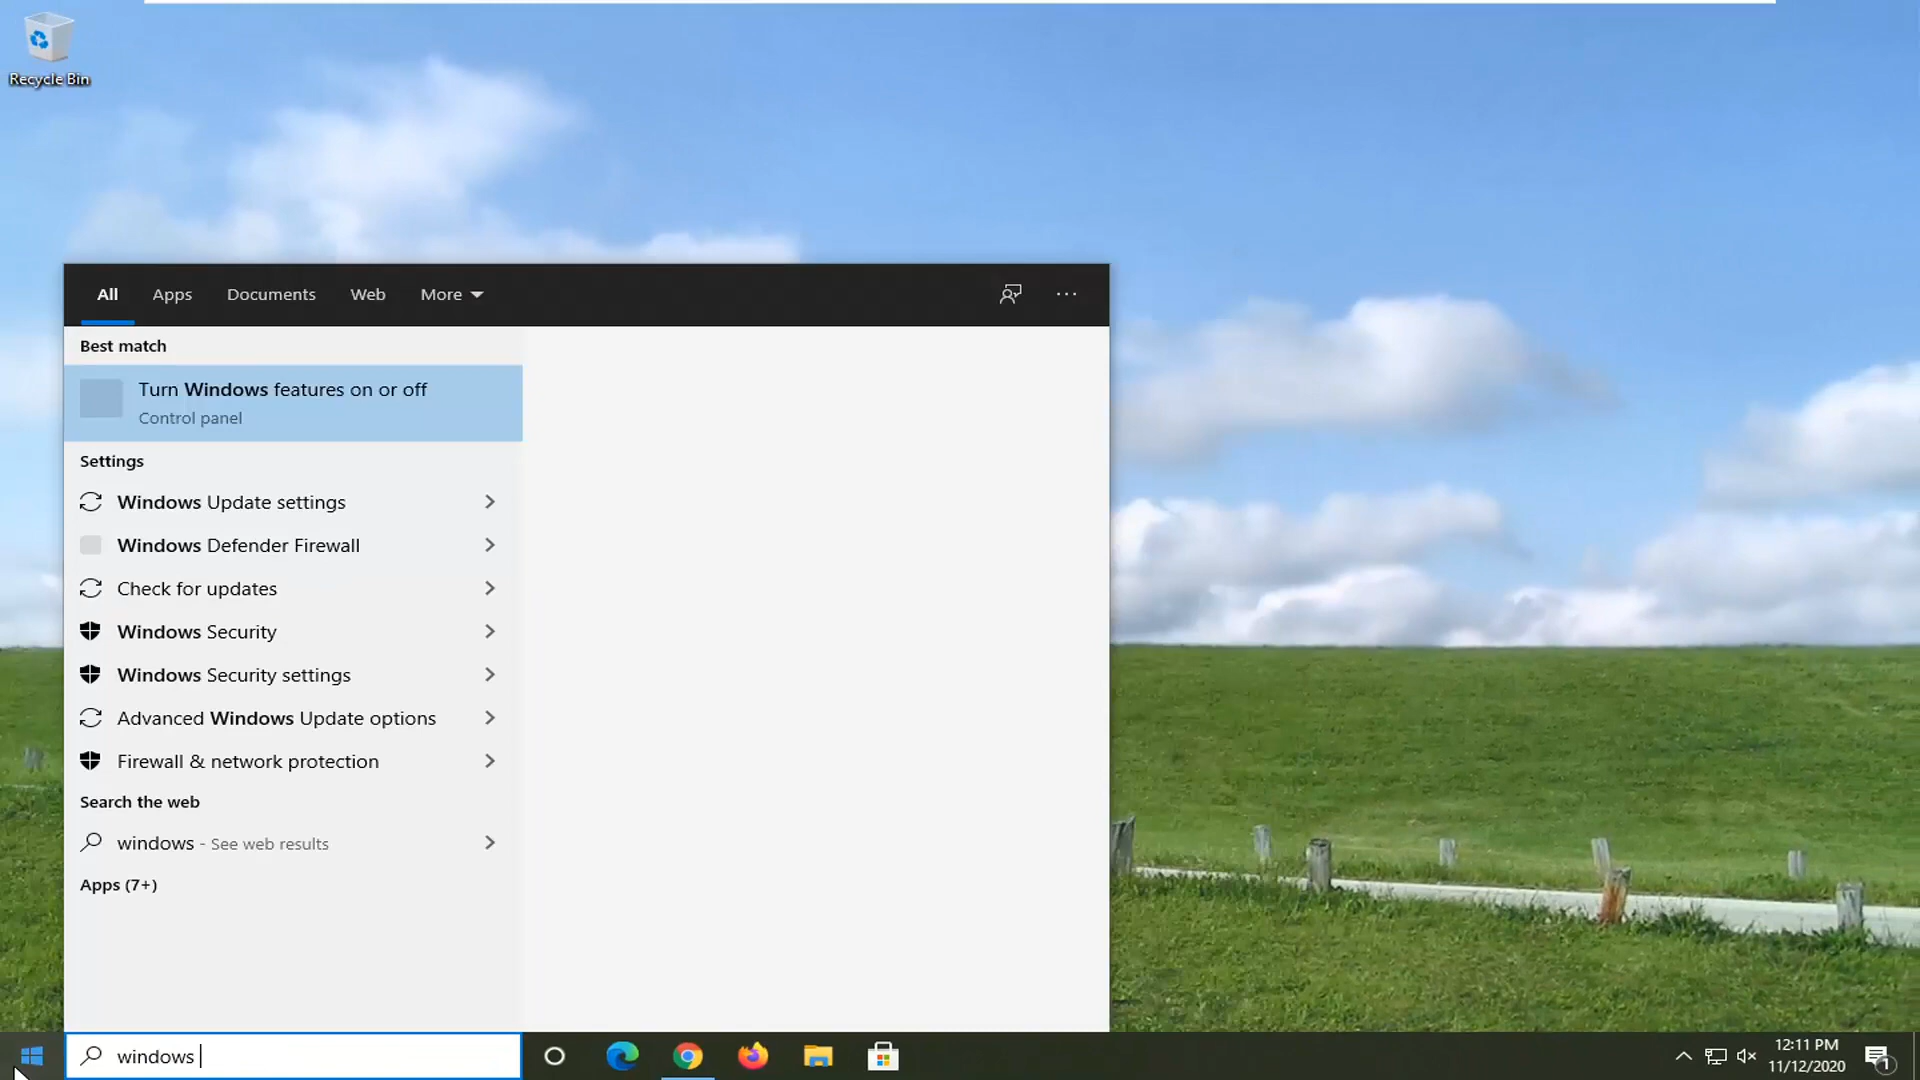 Recycle Bin
All Apps Documents Web More
Best match
Turn Windows features on or off
Control panel
Settings
Windows Update settings
Windows Defender Firewall
Check for updates
Windows Security
Windows Security settings
Advanced Windows Update options
Firewall & network protection
Search the web
windows - See web results
Apps (7+)
windows
12:11 PM
11/12/2020
1